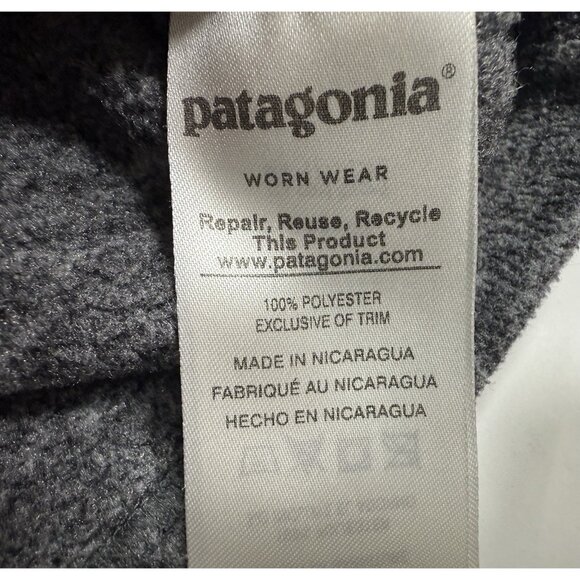 patagonia®
WORN WEAR
Repair, Reuse, Recycle
This Product
www.patagonia.com
100% POLYESTER
EXCLUSIVE OF TRIM
MADE IN NICARAGUA
FABRIQUÉ AU NICARAGUA
HECHO EN NICARAGUA